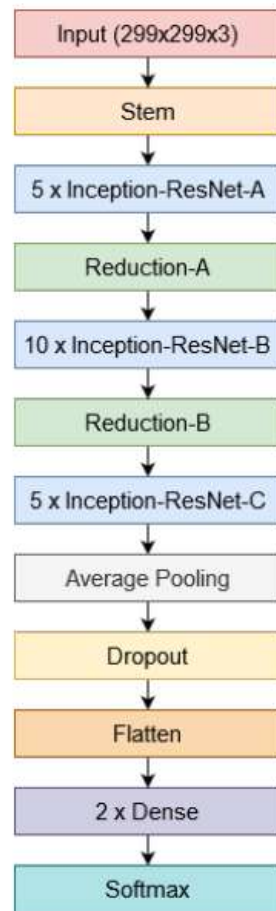 Input (299x299x3)
Stem
5 x Inception-ResNet-A
Reduction-A
10 x Inception-ResNet-B
Reduction-B
5 x Inception-ResNet-C
Average Pooling
Dropout
Flatten
2 x Dense
Softmax